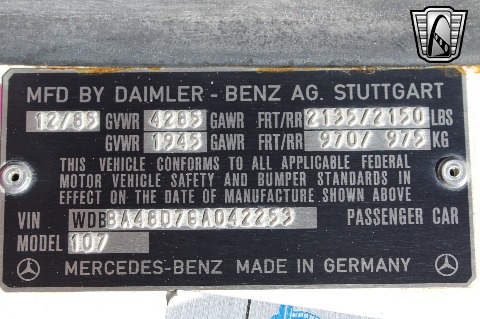 MFD BY DAIMLER - BENZ AG. STUTTGART
12/85 GVWR 4285 GAWR FRT/RR 2135/2150 LBS
GVWR 1945 GAWR FRT/RR 970/ 975 KG
THIS VEHICLE CONFORMS TO ALL APPLICABLE FEDERAL
MOTOR VEHICLE SAFETY AND BUMPER STANDARDS IN
EFFECT ON THE DATE OF MANUFACTURE SHOWN ABOVE
VIN WDBBA48D7GA042253 PASSENGER CAR
MODEL 107
MERCEDES-BENZ MADE IN GERMANY